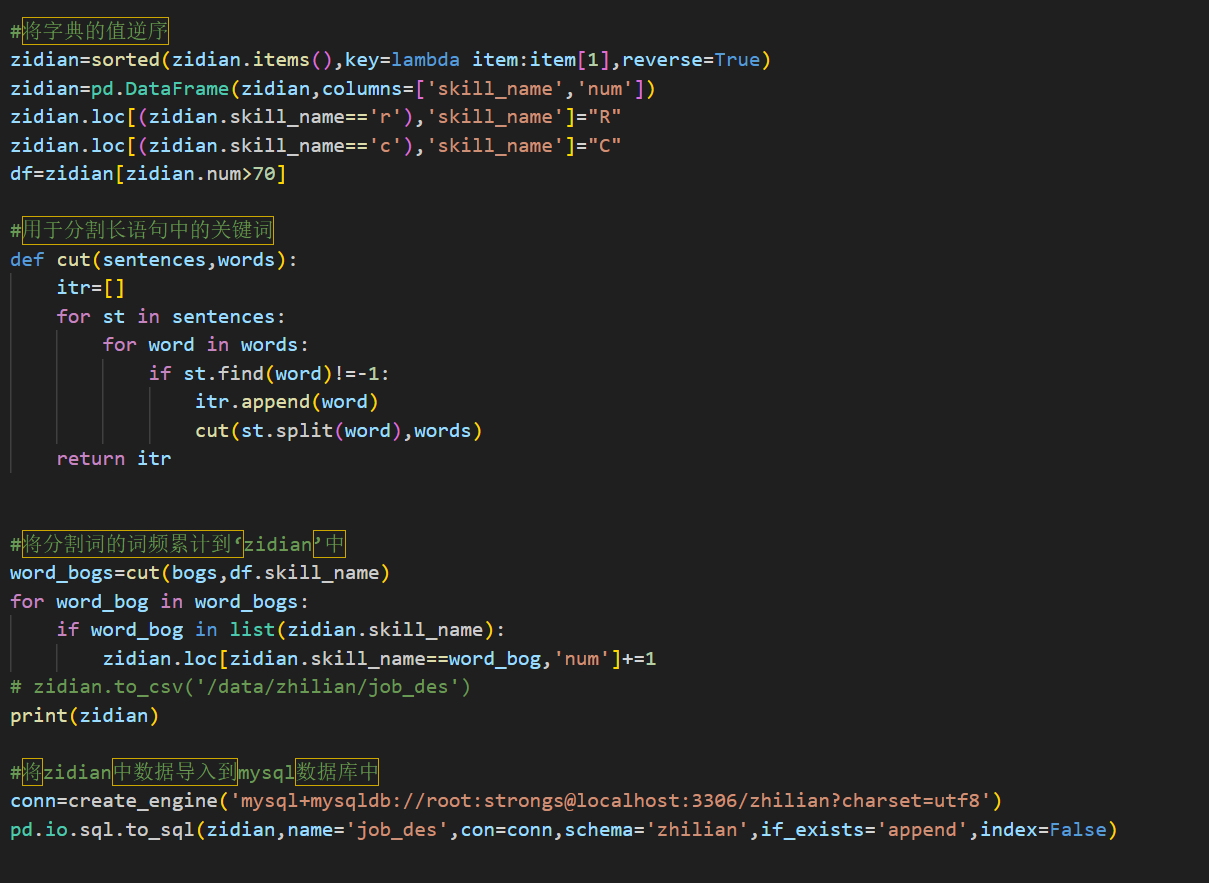 #将字典的值逆序
zidian=sorted(zidian.items(),key=lambda item:item[1],reverse=True)
zidian=pd.DataFrame(zidian,columns=['skill_name','num'])
zidian.loc[(zidian.skill_name=='r'),'skill_name']="R"
zidian.loc[(zidian.skill_name=='c'),'skill_name']="C"
df=zidian[zidian.num>70]
#用于分割长语句中的关键词
def cut(sentences,words):
    itr=[]
    for st in sentences:
        for word in words:
            if st.find(word)!=-1:
                itr.append(word)
                cut(st.split(word),words)
    return itr
#将分割词的词频累计到‘zidian’中
word_bogs=cut(bogs,df.skill_name)
for word_bog in word_bogs:
    if word_bog in list(zidian.skill_name):
        zidian.loc[zidian.skill_name==word_bog,'num']+=1
# zidian.to_csv('/data/zhilian/job_des')
print(zidian)
#将zidian中数据导入到mysql数据库中
conn=create_engine('mysql+mysqldb://root:strongs@localhost:3306/zhilian?charset=utf8')
pd.io.sql.to_sql(zidian,name='job_des',con=conn,schema='zhilian',if_exists='append',index=False)